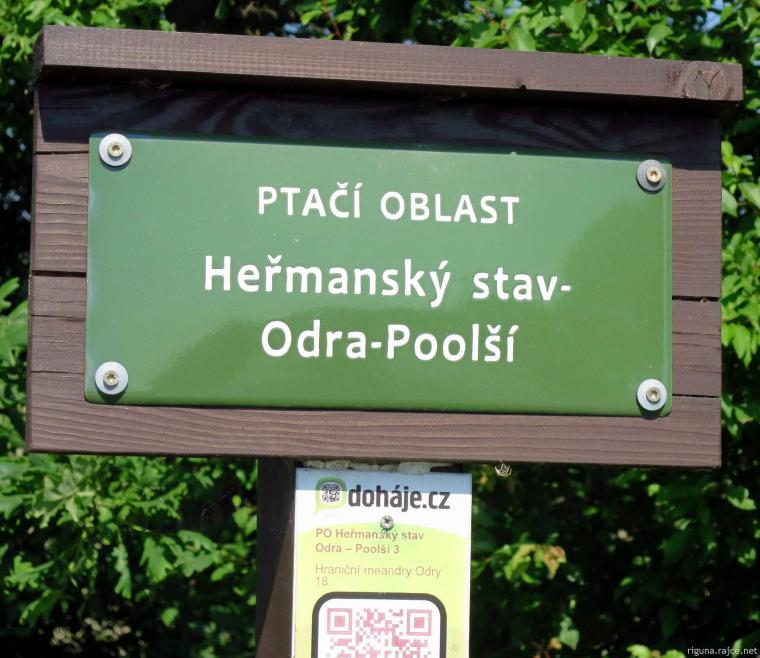 PTAČÍ OBLAST
Heřmanský stav-
Odra-Poolší
doháje.cz
PO Heřmanský stav
Odra – Poolší 3
Hraniční meandry Odry
18
riguna.rajce.net